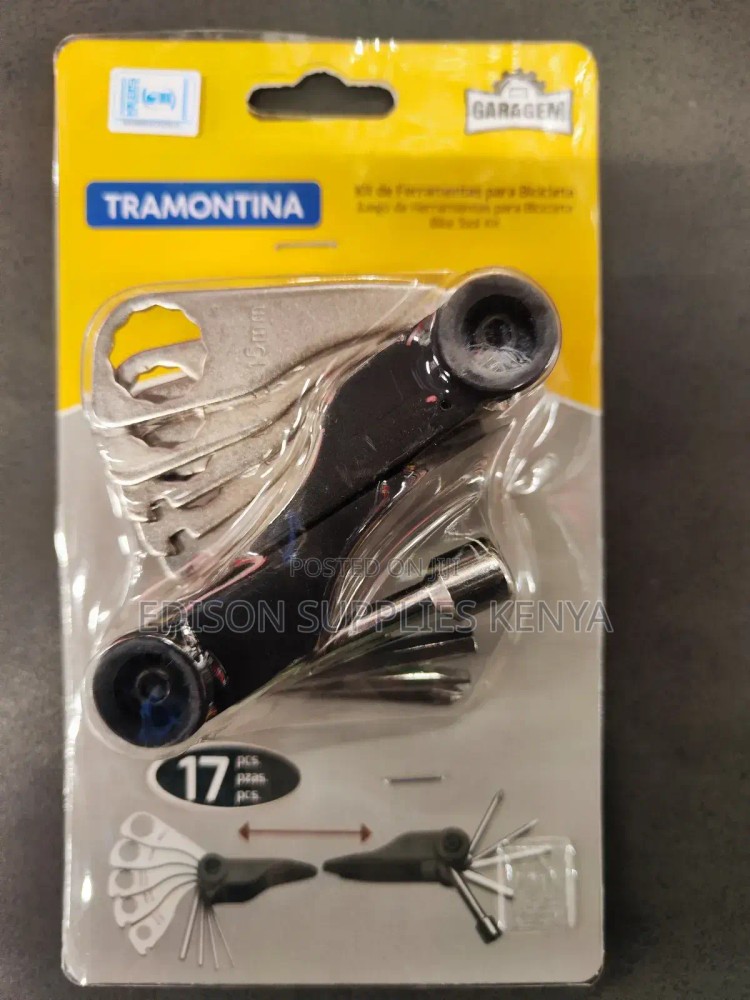 GARAGEM
TRAMONTINA
Kit de Ferramentas para Bicicleta
Juego de Herramientas para Bicicleta
Bike Tool Kit
15mm
POSTED ON JIJI
EDISON SUPPLIES KENYA
17 pcs.
pzas.
pcs.